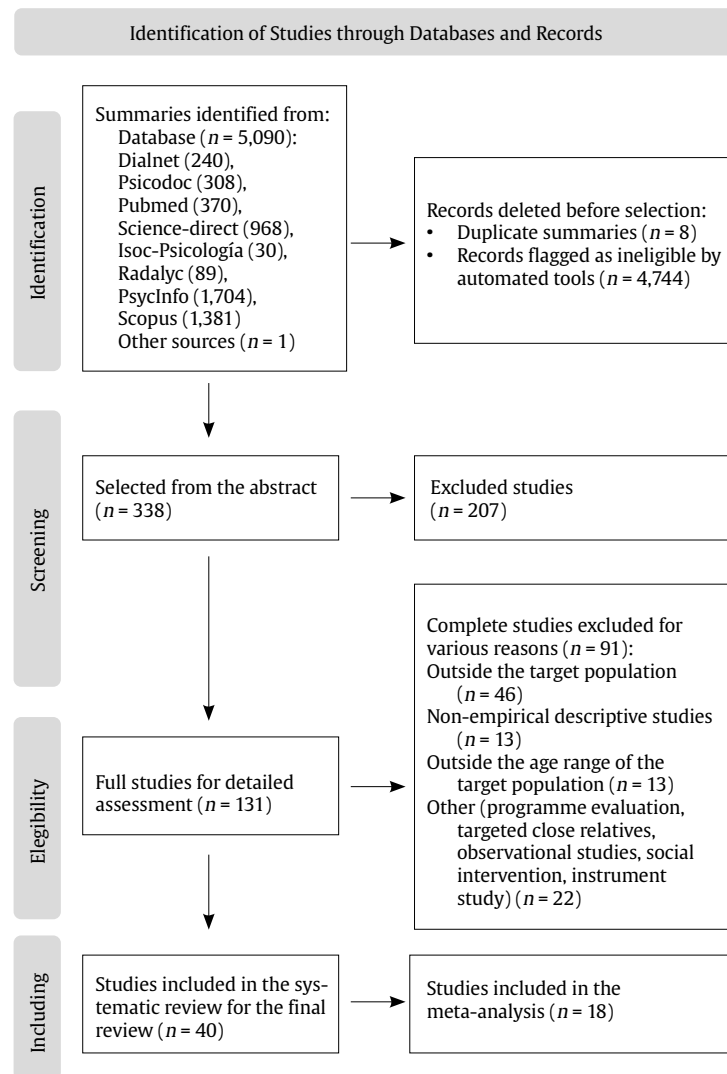 Identification of Studies through Databases and Records
Identification
Summaries identified from:
Database (n = 5,090):
Dialnet (240),
Psicodoc (308),
Pubmed (370),
Science-direct (968),
Isoc-Psicología (30),
Radalyc (89),
PsycInfo (1,704),
Scopus (1,381)
Other sources (n = 1)
Records deleted before selection:
• Duplicate summaries (n = 8)
• Records flagged as ineligible by
automated tools (n = 4,744)
Screening
Selected from the abstract
(n = 338)
Excluded studies
(n = 207)
Complete studies excluded for
various reasons (n = 91):
Outside the target population
(n = 46)
Non-empirical descriptive studies
(n = 13)
Outside the age range of the
target population (n = 13)
Other (programme evaluation,
targeted close relatives,
observational studies, social
intervention, instrument
study) (n = 22)
Elegibility
Full studies for detailed
assessment (n = 131)
Including
Studies included in the sys-
tematic review for the final
review (n = 40)
Studies included in the
meta-analysis (n = 18)